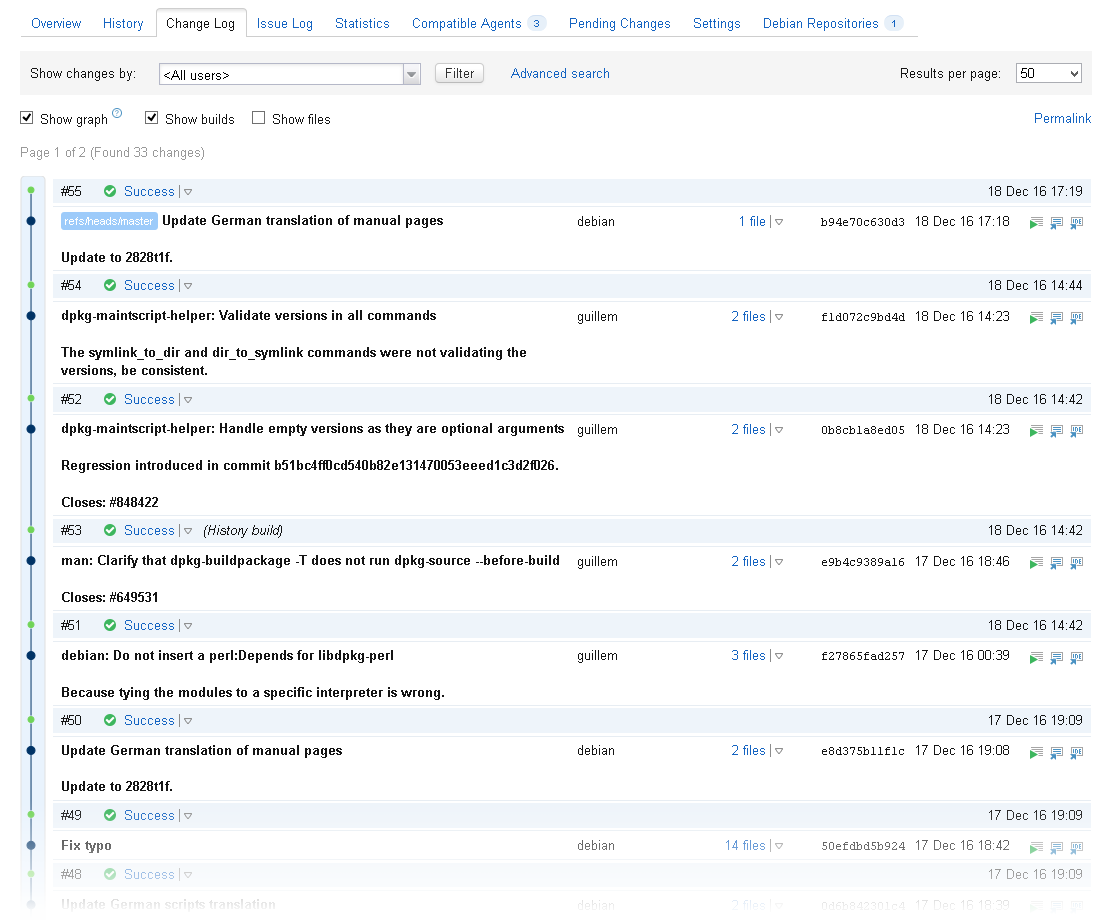 Overview History Change Log Issue Log Statistics Compatible Agents 3 Pending Changes Settings Debian Repositories 1
Show changes by: <All users> Filter Advanced search Results per page: 50
Show graph ? Show builds Show files Permalink
Page 1 of 2 (Found 33 changes)
#55 Success 18 Dec 16 17:19
refs/heads/master Update German translation of manual pages debian 1 file b94e70c630d3 18 Dec 16 17:18 IDE
Update to 2828t1f.
#54 Success 18 Dec 16 14:44
dpkg-maintscript-helper: Validate versions in all commands guillem 2 files f1d072c9bd4d 18 Dec 16 14:23 IDE
The symlink_to_dir and dir_to_symlink commands were not validating the
versions, be consistent.
#52 Success 18 Dec 16 14:42
dpkg-maintscript-helper: Handle empty versions as they are optional arguments guillem 2 files 0b8cb1a8ed05 18 Dec 16 14:23 IDE
Regression introduced in commit b51bc4ff0cd540b82e131470053eeed1c3d2f026.
Closes: #848422
#53 Success (History build) 18 Dec 16 14:42
man: Clarify that dpkg-buildpackage -T does not run dpkg-source --before-build guillem 2 files e9b4c9389a16 17 Dec 16 18:46 IDE
Closes: #649531
#51 Success 18 Dec 16 14:42
debian: Do not insert a perl:Depends for libdpkg-perl guillem 3 files f27865fad257 17 Dec 16 00:39 IDE
Because tying the modules to a specific interpreter is wrong.
#50 Success 17 Dec 16 19:09
Update German translation of manual pages debian 2 files e8d375b11f1c 17 Dec 16 19:08 IDE
Update to 2828t1f.
#49 Success 17 Dec 16 19:09
Fix typo debian 14 files 50efdbd5b924 17 Dec 16 18:42 IDE
#48 Success 17 Dec 16 19:09
Update German scripts translation debian 2 files 0d6b842301c4 17 Dec 16 18:39